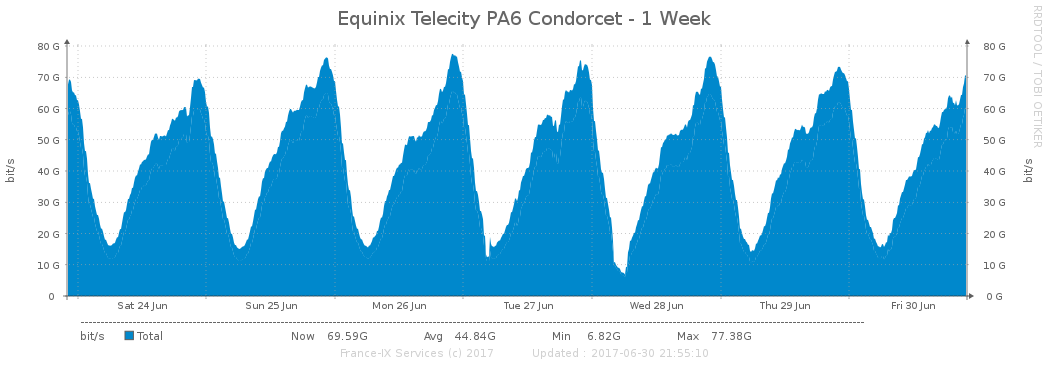 Equinix Telecity PA6 Condorcet - 1 Week
RRDTOOL / TOBI OETIKER
bit/s
80 G
70 G
60 G
50 G
40 G
30 G
20 G
10 G
0
80 G
70 G
60 G
50 G
40 G
30 G
20 G
10 G
0 G
bit/s
Sat 24 Jun Sun 25 Jun Mon 26 Jun Tue 27 Jun Wed 28 Jun Thu 29 Jun Fri 30 Jun
bit/s Total Now 69.59G Avg 44.84G Min 6.82G Max 77.38G
France-IX Services (c) 2017 Updated : 2017-06-30 21:55:10